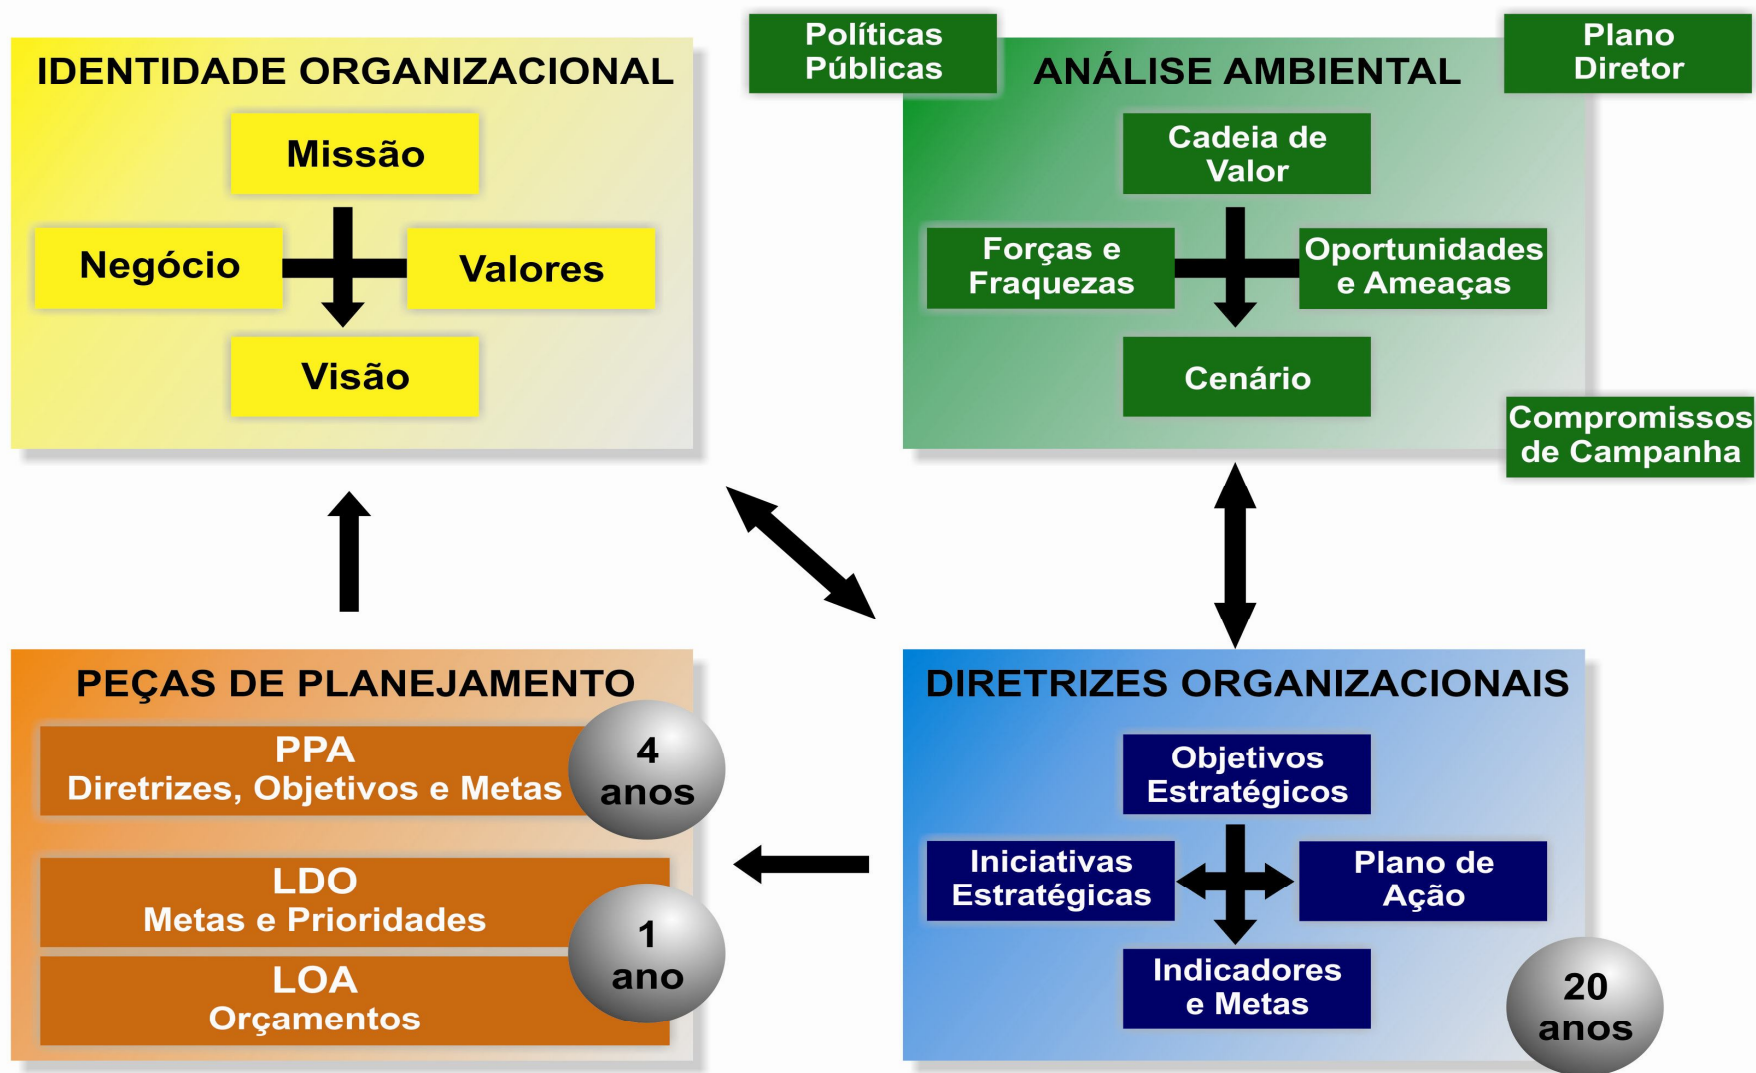 IDENTIDADE ORGANIZACIONAL
Missão
Negócio
Valores
Visão
Políticas
Públicas
ANÁLISE AMBIENTAL
Plano
Diretor
Cadeia de
Valor
Forças e
Fraquezas
Oportunidades
e Ameaças
Cenário
Compromissos
de Campanha
PEÇAS DE PLANEJAMENTO
PPA
Diretrizes, Objetivos e Metas
4
anos
LDO
Metas e Prioridades
1
ano
LOA
Orçamentos
DIRETRIZES ORGANIZACIONAIS
Objetivos
Estratégicos
Iniciativas
Estratégicas
Plano de
Ação
Indicadores
e Metas
20
anos